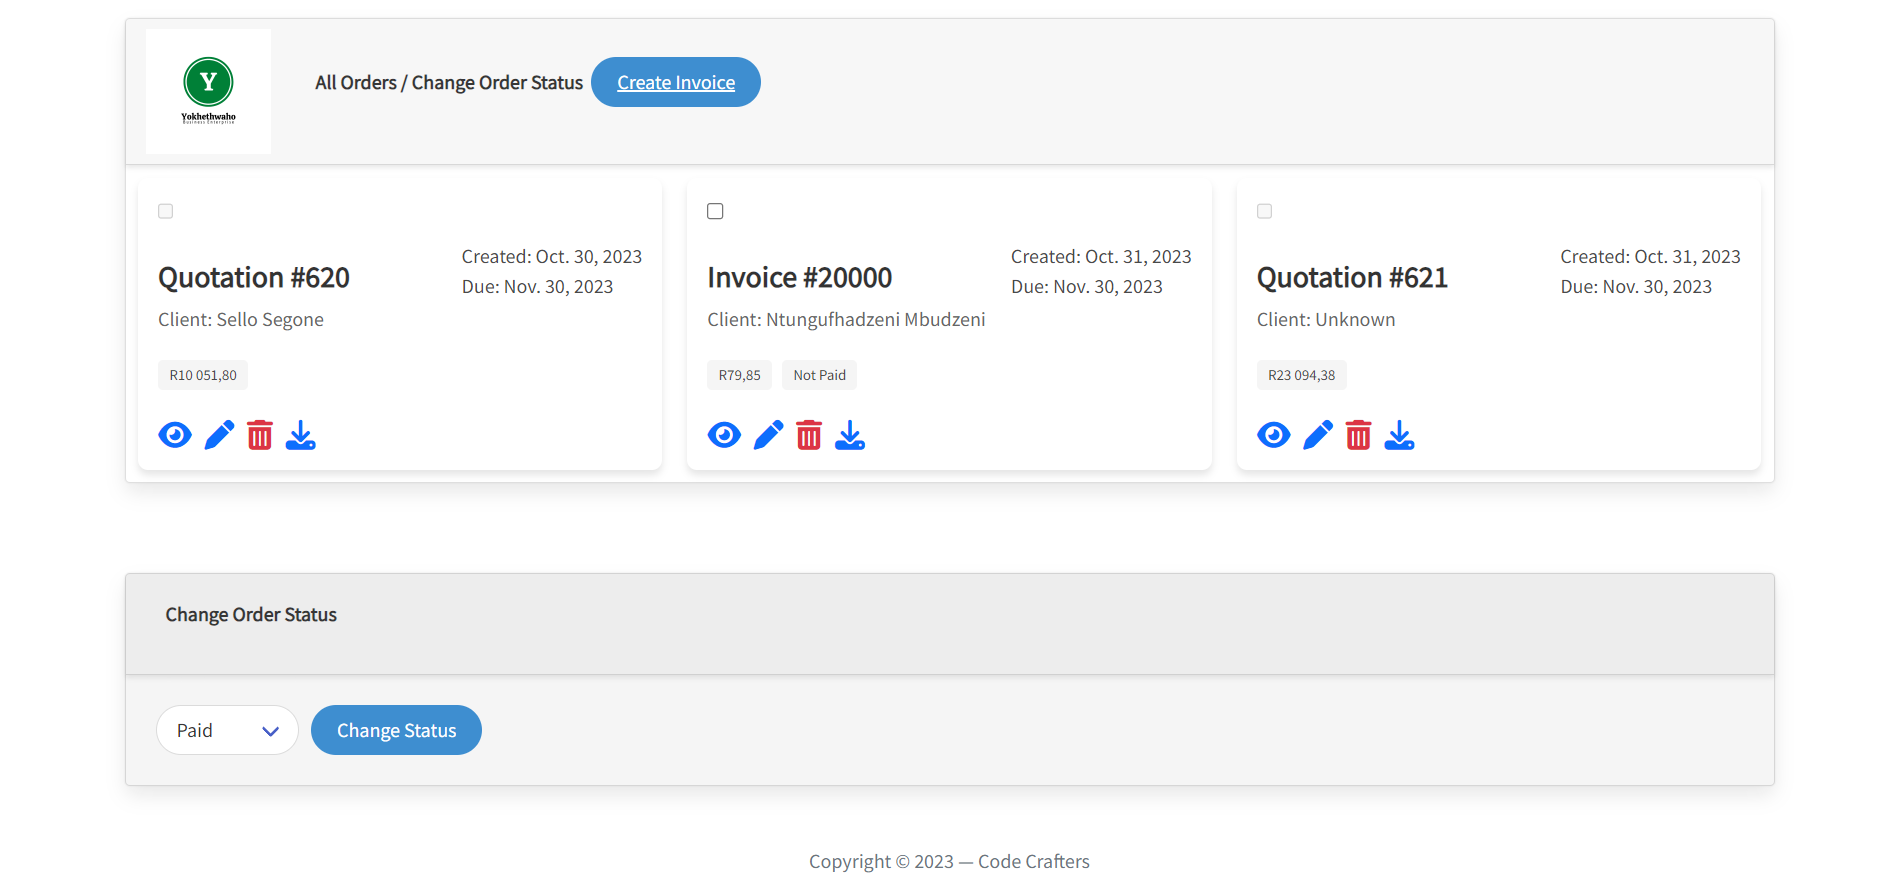 Y
Yokhethwaho
Business Enterprise
All Orders / Change Order Status
Create Invoice
Quotation #620
Created: Oct. 30, 2023
Due: Nov. 30, 2023
Client: Sello Segone
R10 051,80
Invoice #20000
Created: Oct. 31, 2023
Due: Nov. 30, 2023
Client: Ntungufhadzeni Mbudzeni
R79,85
Not Paid
Quotation #621
Created: Oct. 31, 2023
Due: Nov. 30, 2023
Client: Unknown
R23 094,38
Change Order Status
Paid
Change Status
Copyright © 2023 — Code Crafters